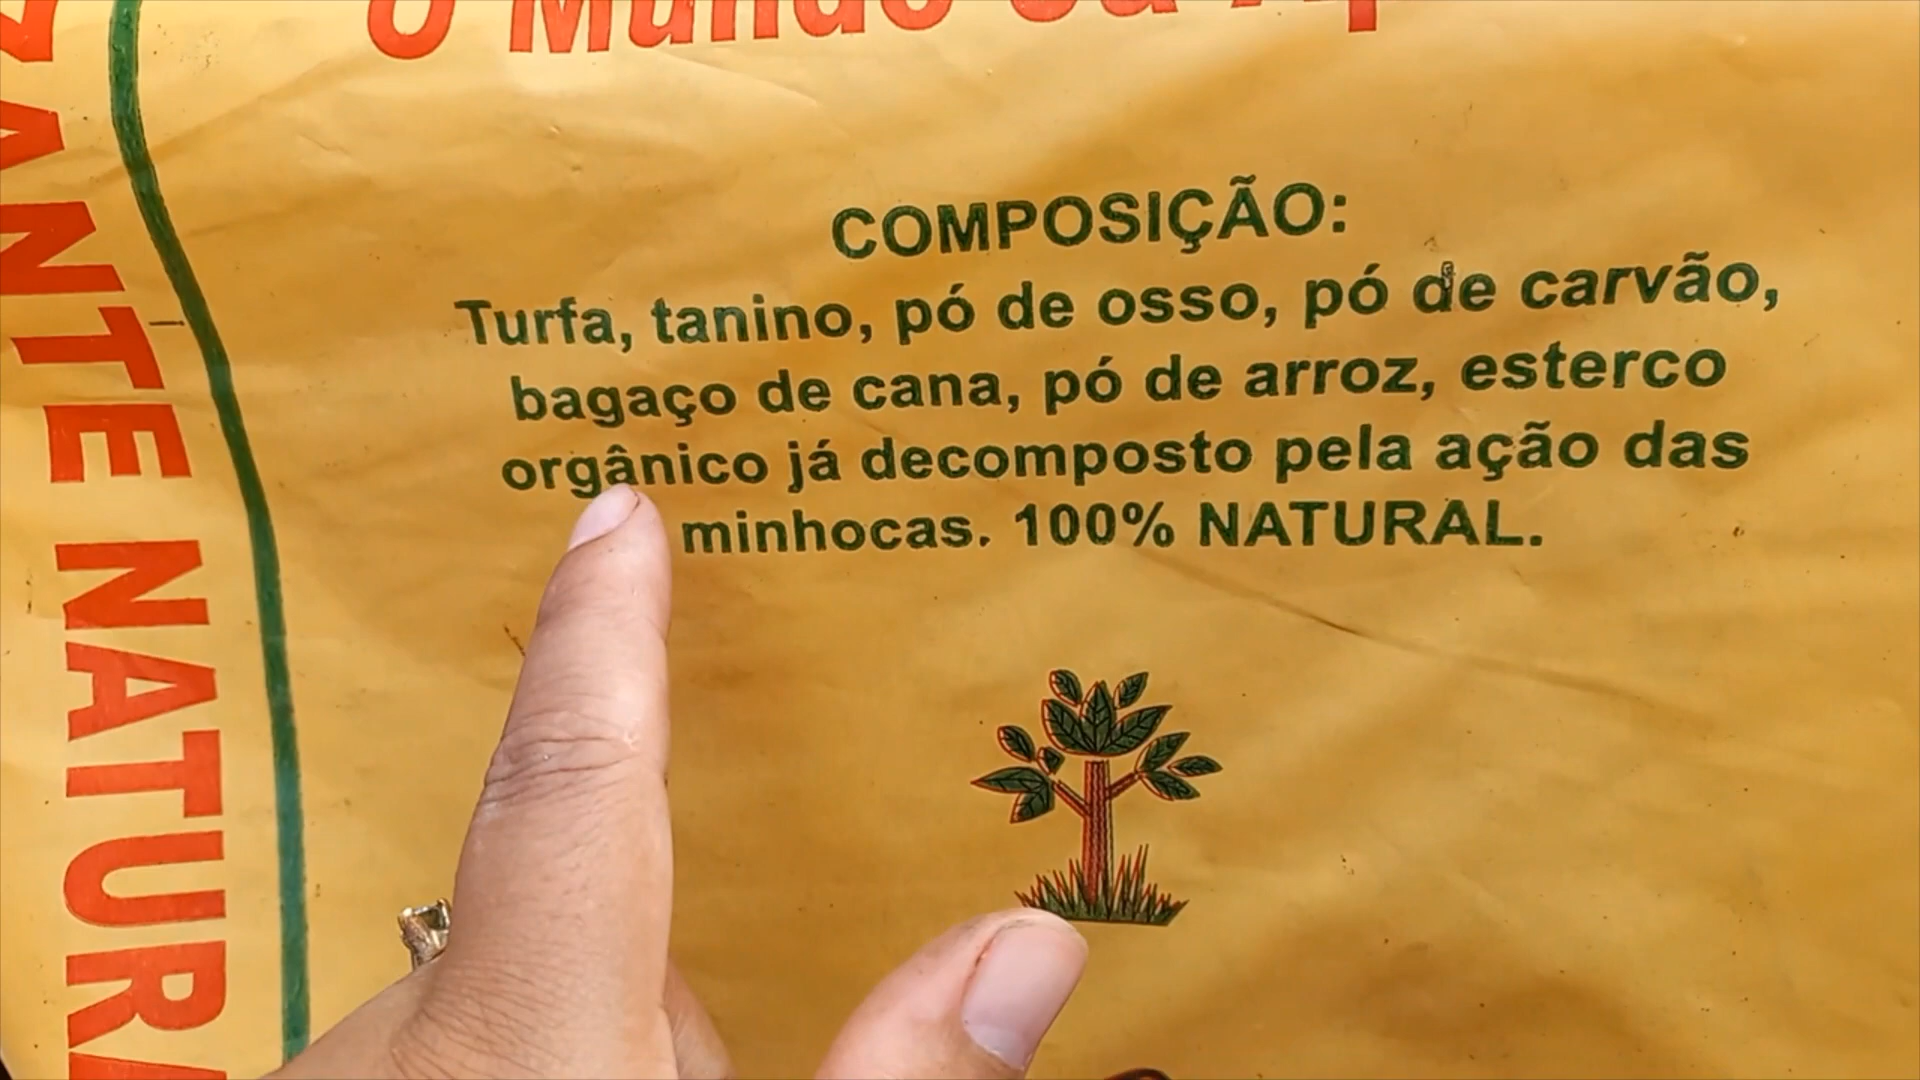 O Mundo
COMPOSIÇÃO:
Turfa, tanino, pó de osso, pó de carvão,
bagaço de cana, pó de arroz, esterco
orgânico já decomposto pela ação das
minhocas. 100% NATURAL.